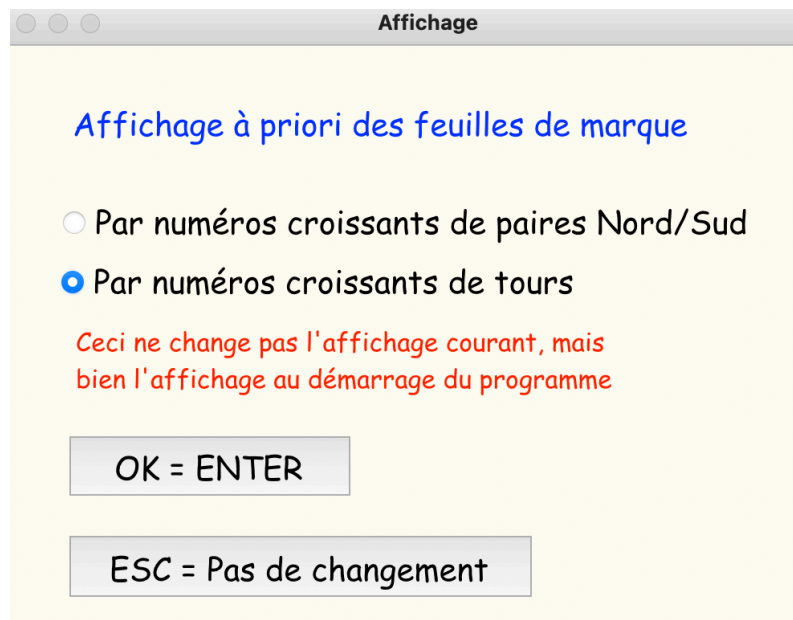 Affichage
Affichage à priori des feuilles de marque
Par numéros croissants de paires Nord/Sud
Par numéros croissants de tours
Ceci ne change pas l'affichage courant, mais
bien l'affichage au démarrage du programme
OK = ENTER
ESC = Pas de changement